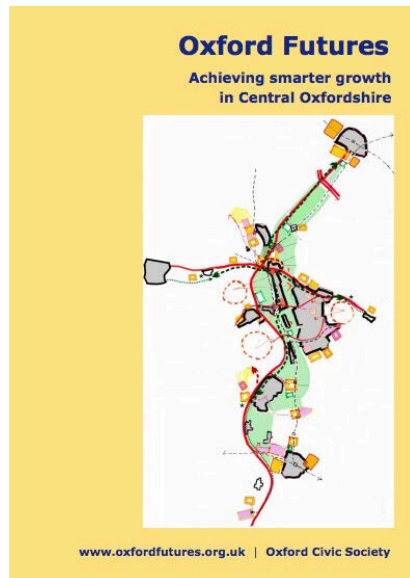 Oxford Futures
Achieving smarter growth
in Central Oxfordshire
www.oxfordfutures.org.uk | Oxford Civic Society